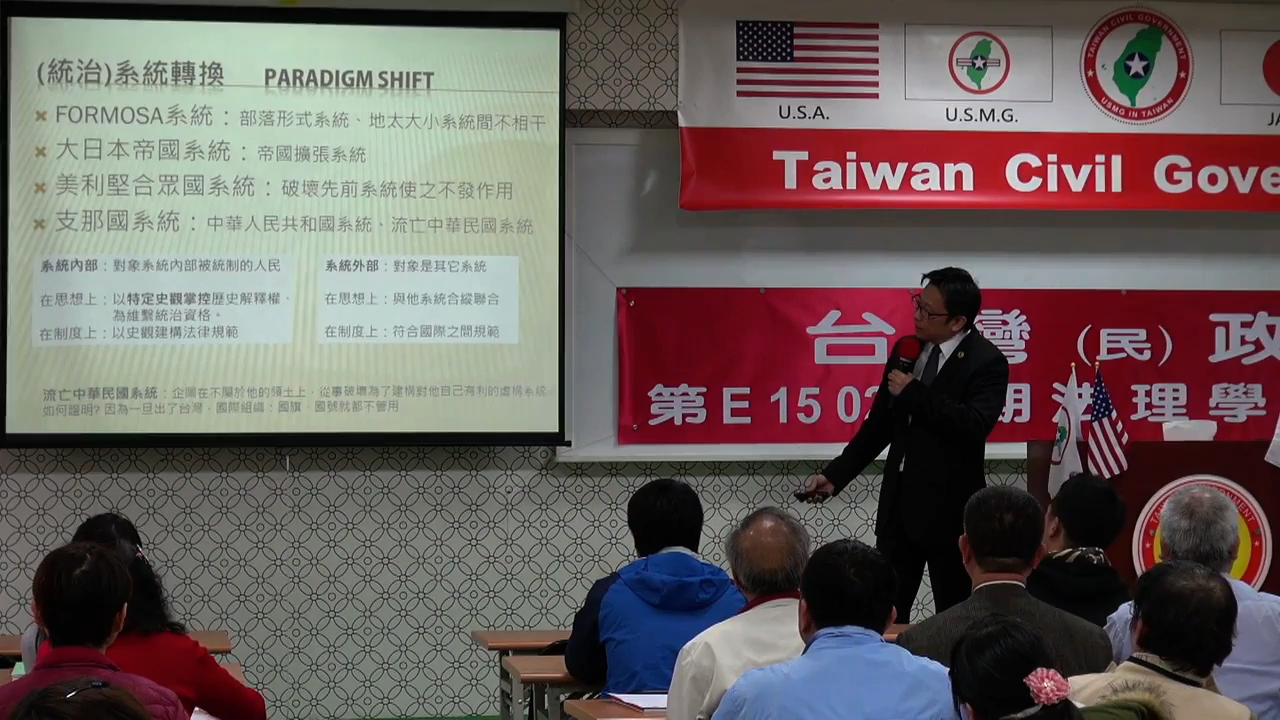 (統治)系統轉換 PARADIGM SHIFT
FORMOSA系統：部落形式系統、地太大小系統間不相干
大日本帝國系統：帝國擴張系統
美利堅合眾國系統：破壞先前系統使之不發作用
支那國系統：中華人民共和國系統、流亡中華民國系統
系統內部：對象系統內部被統制的人民
在思想上：以特定史觀掌控歷史解釋權、
為維繫統治資格。
在制度上：以史觀建構法律規範
系統外部：對象是其它系統
在思想上：與他系統合縱聯合
在制度上：符合國際之間規範
流亡中華民國系統：企圖在不屬於他的領土上，從事破壞為了建構對他自己有利的虛構系統
如何證明？因為一旦出了台灣，國際組織：國旗、國號就都不管用
U.S.A.
U.S.M.G.
TAIWAN CIVIL GOVERNMENT
USMG IN TAIWAN
Taiwan Civil Gove
台灣（民）政
第E1502期法理學